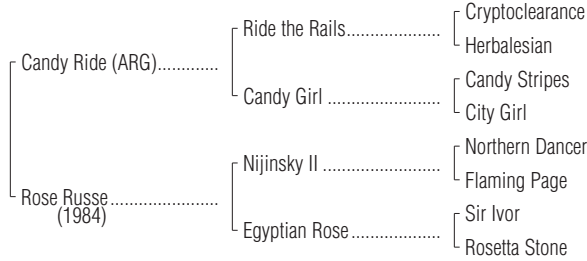 Cryptoclearance
Ride the Rails
Herbalesian
Candy Ride (ARG)
Candy Stripes
Candy Girl
City Girl
Northern Dancer
Nijinsky II
Flaming Page
Rose Russe
(1984)
Sir Ivor
Egyptian Rose
Rosetta Stone